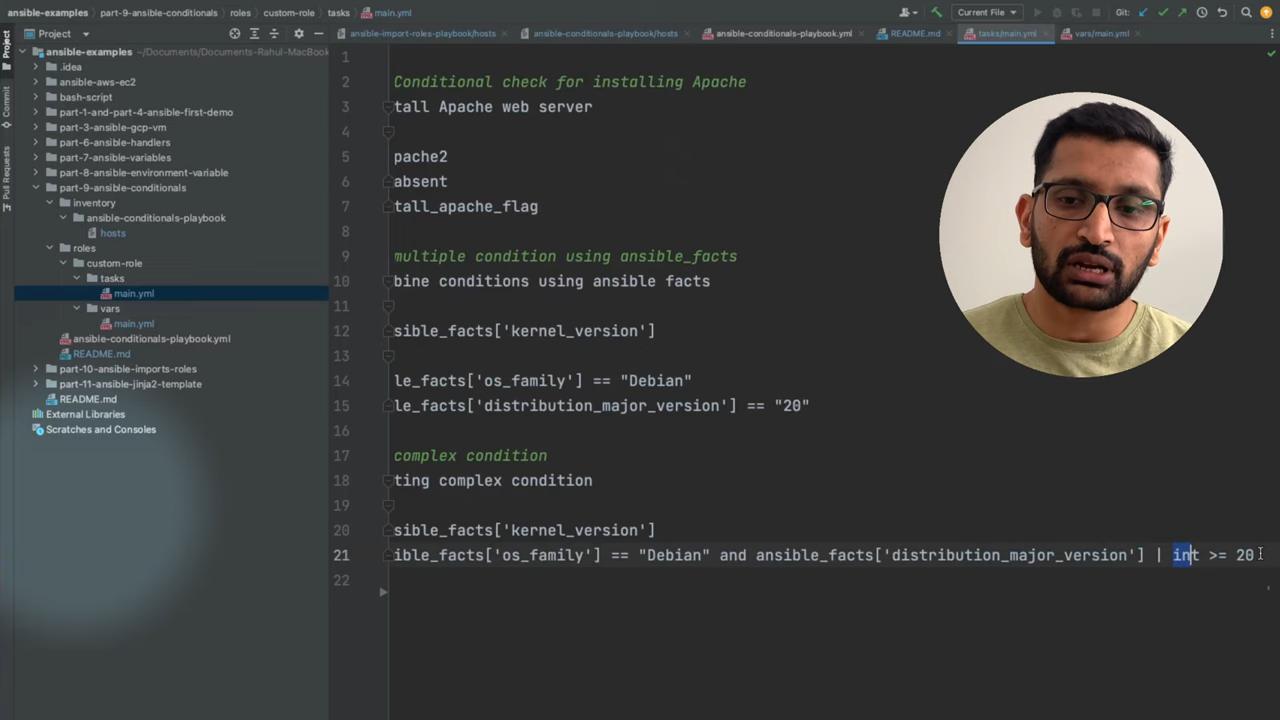 ansible-examples part-9-ansible-conditionals roles custom-role tasks main.yml
Current File
Git:
ansible-import-roles-playbook/hosts ansible-conditionals-playbook/hosts ansible-conditionals-playbook.yml README.md tasks/main.yml vars/main.yml
Project
Project
Commit
Pull Requests
ansible-examples ~/Documents/Documents-Rahul-MacBook
.idea
ansible-aws-ec2
bash-script
part-1-and-part-4-ansible-first-demo
part-3-ansible-gcp-vm
part-6-ansible-handlers
part-7-ansible-variables
part-8-ansible-environment-variable
part-9-ansible-conditionals
inventory
ansible-conditionals-playbook
hosts
roles
custom-role
tasks
main.yml
vars
main.yml
ansible-conditionals-playbook.yml
README.md
part-10-ansible-imports-roles
part-11-ansible-jinja2-template
README.md
External Libraries
Scratches and Consoles
1
2 Conditional check for installing Apache
3 tall Apache web server
4
5 pache2
6 absent
7 tall_apache_flag
8
9 multiple condition using ansible_facts
10 bine conditions using ansible facts
11
12 sible_facts['kernel_version']
13
14 le_facts['os_family'] == "Debian"
15 le_facts['distribution_major_version'] == "20"
16
17 complex condition
18 ting complex condition
19
20 sible_facts['kernel_version']
21 ible_facts['os_family'] == "Debian" and ansible_facts['distribution_major_version'] | int >= 20
22